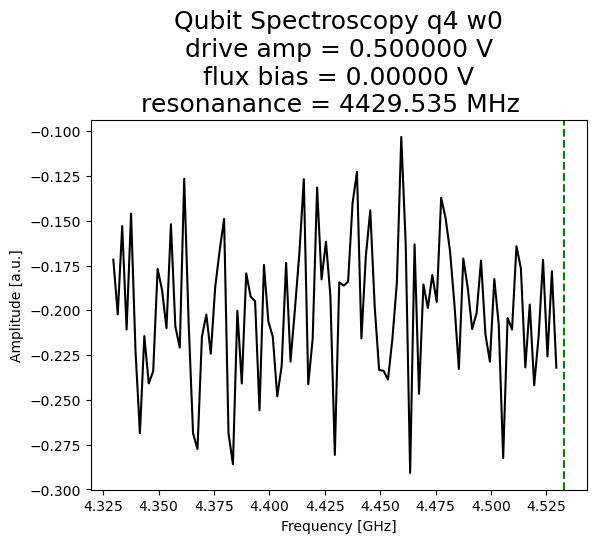 Qubit Spectroscopy q4 w0
drive amp = 0.500000 V
flux bias = 0.00000 V
resonanance = 4429.535 MHz
−0.100
−0.125
−0.150
−0.175
−0.200
−0.225
−0.250
−0.275
−0.300
Amplitude [a.u.]
4.325 4.350 4.375 4.400 4.425 4.450 4.475 4.500 4.525
Frequency [GHz]